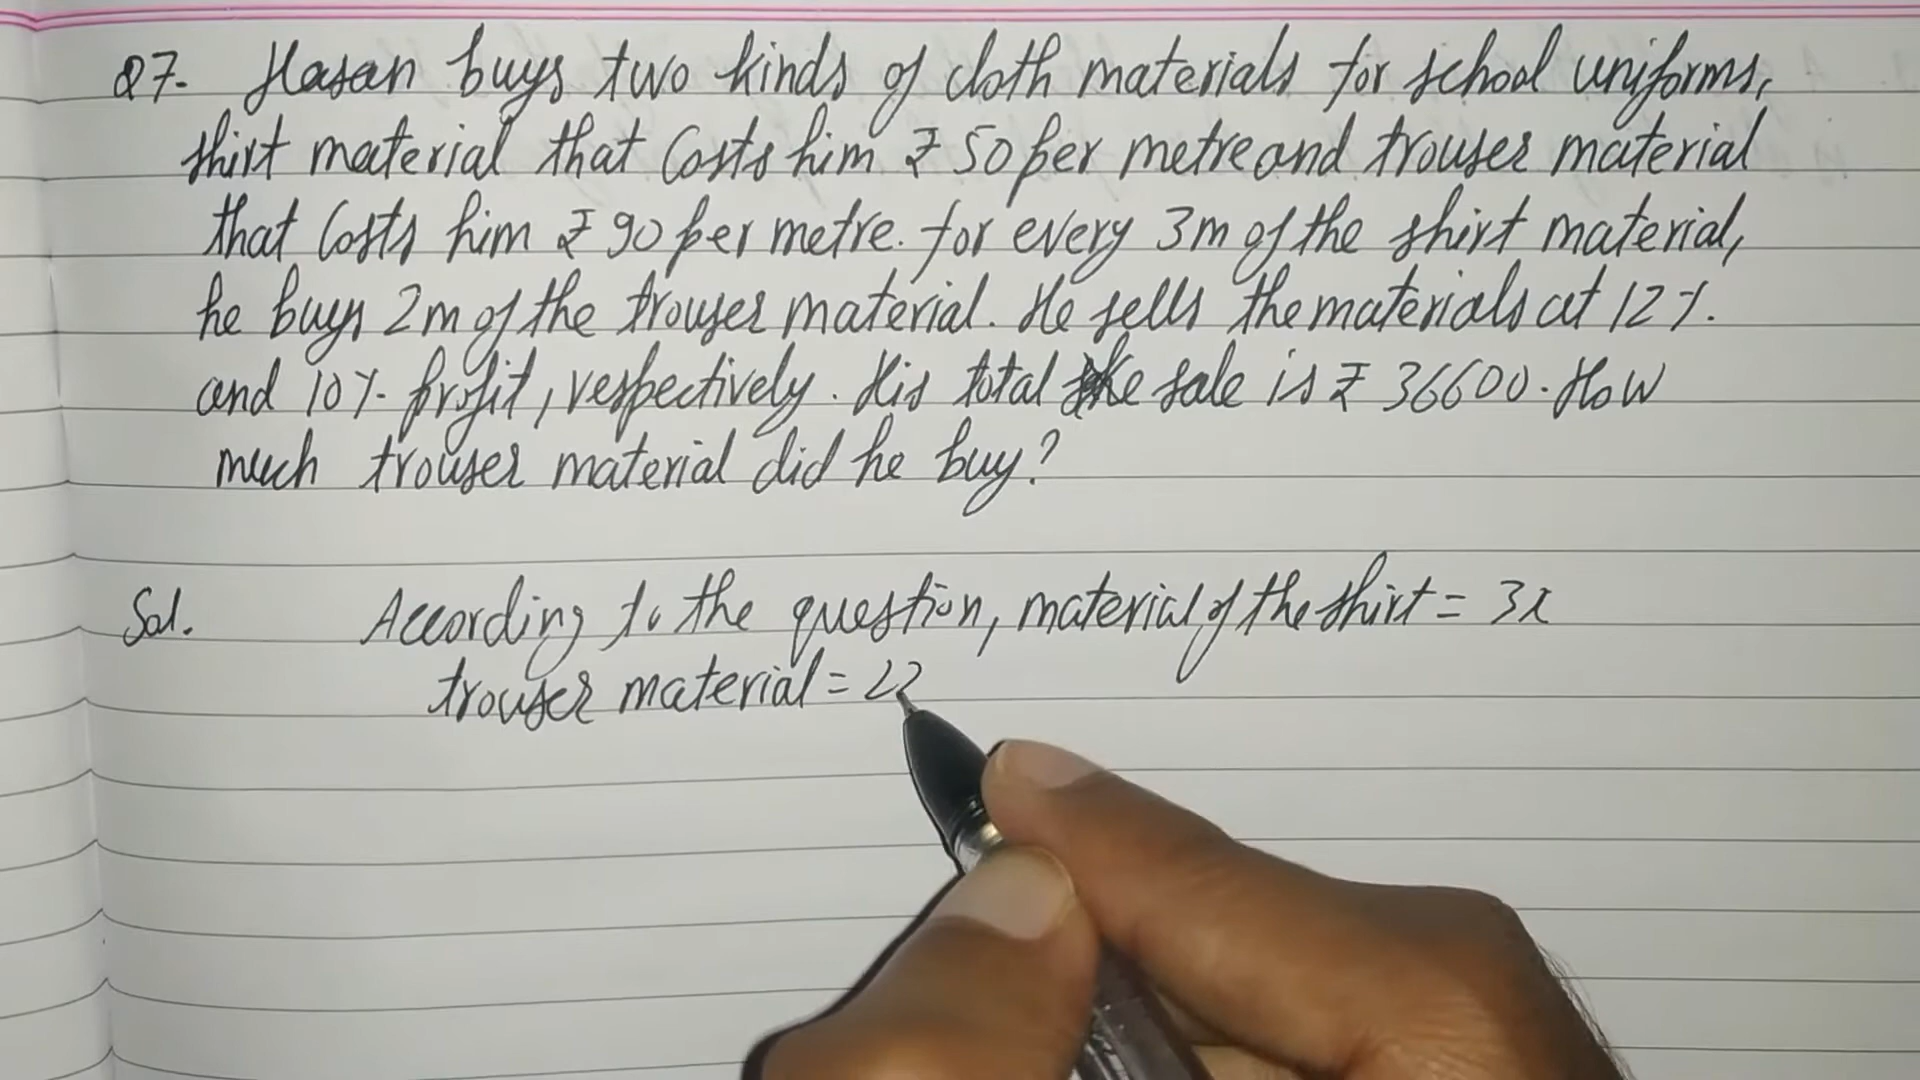 Q7. Hasan buys two kinds of cloth materials for school uniforms,
shirt material that costs him ₹ 50 per metre and trouser material
that costs him ₹ 90 per metre. for every 3m of the shirt material,
he buys 2m of the trouser material. He sells the materials at 12%.
and 10%. profit, respectively. His total sale is ₹ 36600. How
much trouser material did he buy?
Sol. According to the question, material of the shirt = 3x
trouser material = 2